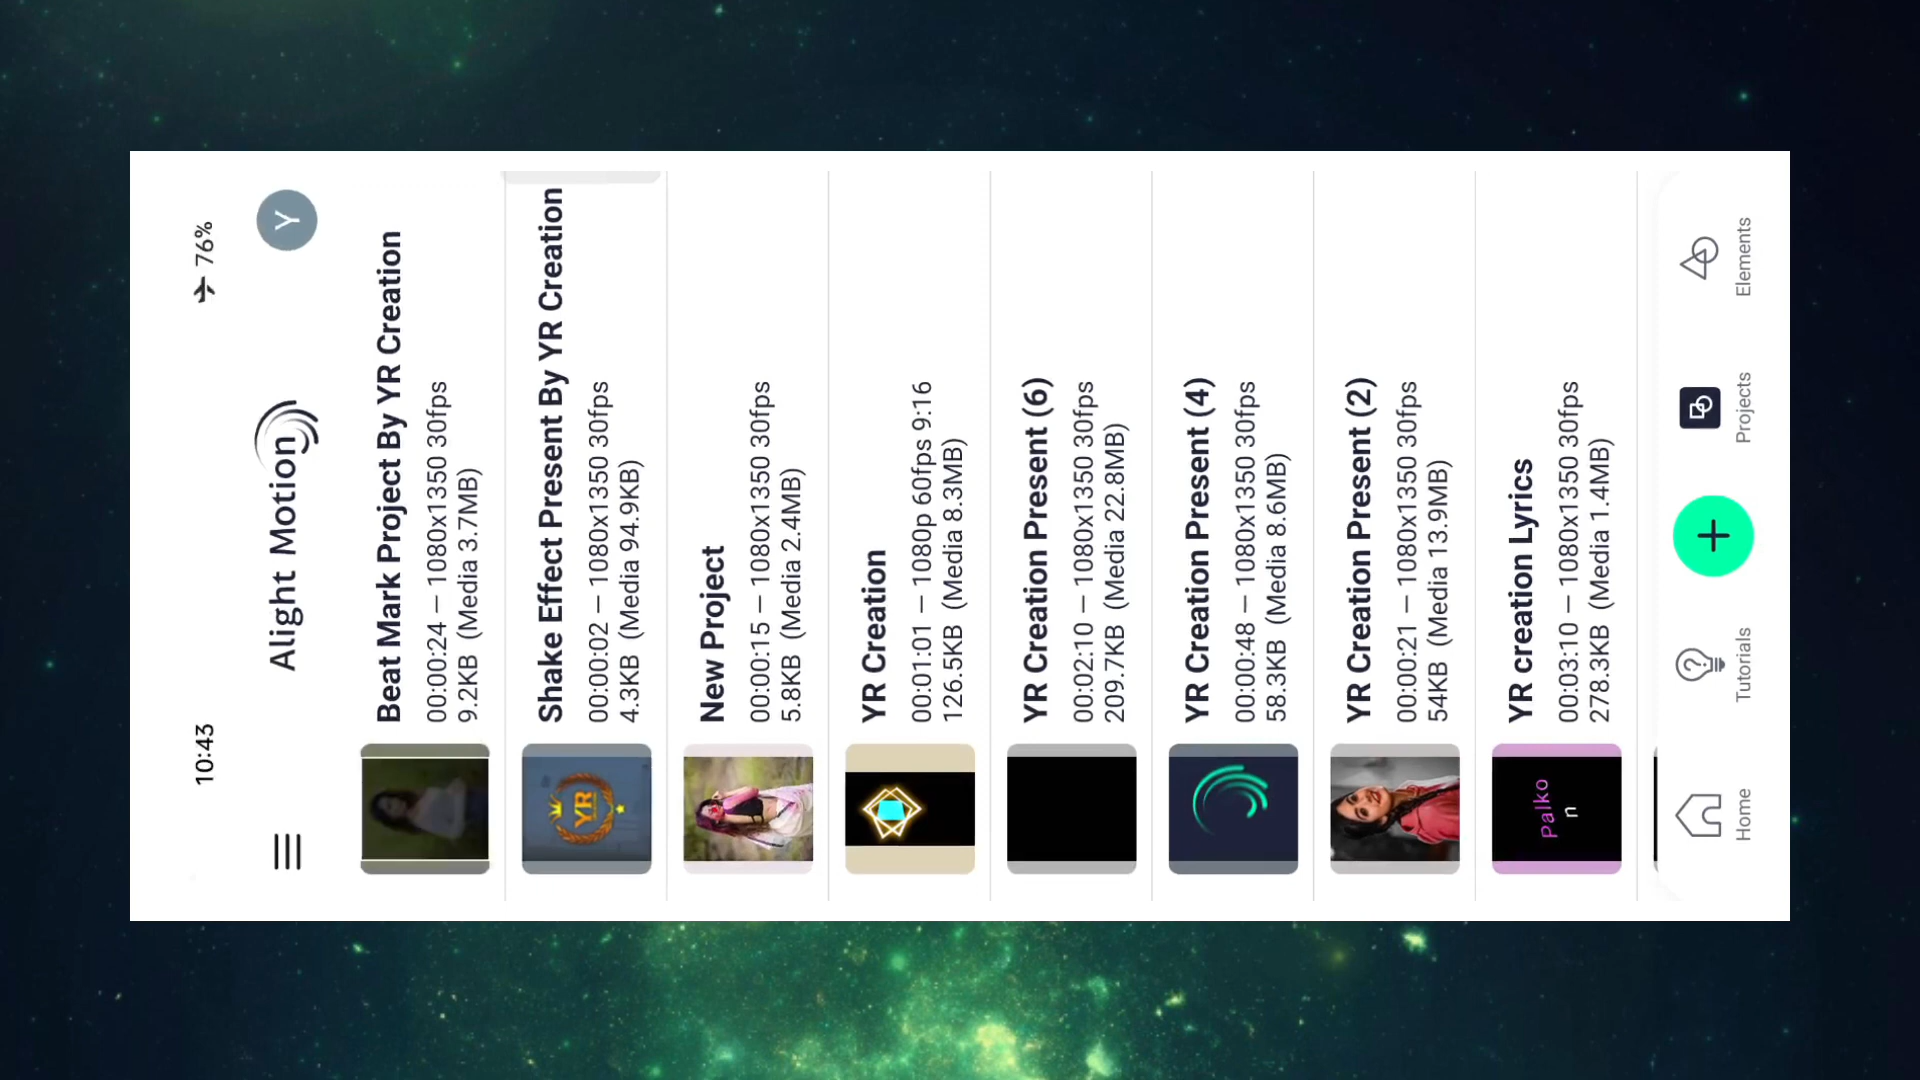 10:43
76%
Alight Motion
Y
Beat Mark Project By YR Creation
00:00:24 — 1080x1350 30fps
9.2KB (Media 3.7MB)
YR
Shake Effect Present By YR Creation
00:00:02 — 1080x1350 30fps
4.3KB (Media 94.9KB)
New Project
00:00:15 — 1080x1350 30fps
5.8KB (Media 2.4MB)
YR Creation
00:01:01 — 1080p 60fps 9:16
126.5KB (Media 8.3MB)
YR Creation Present (6)
00:02:10 — 1080x1350 30fps
209.7KB (Media 22.8MB)
YR Creation Present (4)
00:00:48 — 1080x1350 30fps
58.3KB (Media 8.6MB)
YR Creation Present (2)
00:00:21 — 1080x1350 30fps
54KB (Media 13.9MB)
Palko
n
YR creation Lyrics
00:03:10 — 1080x1350 30fps
278.3KB (Media 1.4MB)
Home
Tutorials
Projects
Elements